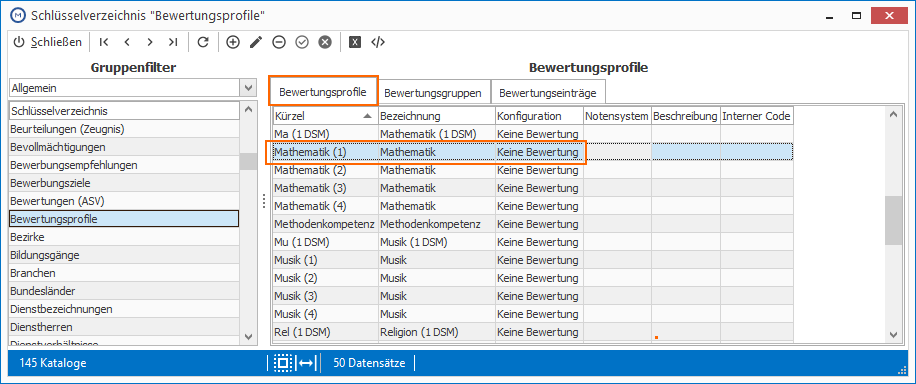 Schlüsselverzeichnis "Bewertungsprofile"
Schließen
Gruppenfilter
Allgemein
Schlüsselverzeichnis
Beurteilungen (Zeugnis)
Bevollmächtigungen
Bewerbungsempfehlungen
Bewerbungsziele
Bewertungen (ASV)
Bewertungsprofile
Bezirke
Bildungsgänge
Branchen
Bundesländer
Dienstbezeichnungen
Dienstherren
Dienstverhältnisse
Bewertungsprofile
Bewertungsprofile Bewertungsgruppen Bewertungseinträge
Kürzel Bezeichnung Konfiguration Notensystem Beschreibung Interner Code
Ma (1 DSM) Mathematik (1 DSM) Keine Bewertung
Mathematik (1) Mathematik Keine Bewertung
Mathematik (2) Mathematik Keine Bewertung
Mathematik (3) Mathematik Keine Bewertung
Mathematik (4) Mathematik Keine Bewertung
Methodenkompetenz Methodenkompetenz Keine Bewertung
Mu (1 DSM) Musik (1 DSM) Keine Bewertung
Musik (1) Musik Keine Bewertung
Musik (2) Musik Keine Bewertung
Musik (3) Musik Keine Bewertung
Musik (4) Musik Keine Bewertung
Rel (1 DSM) Religion (1 DSM) Keine Bewertung
145 Kataloge 50 Datensätze